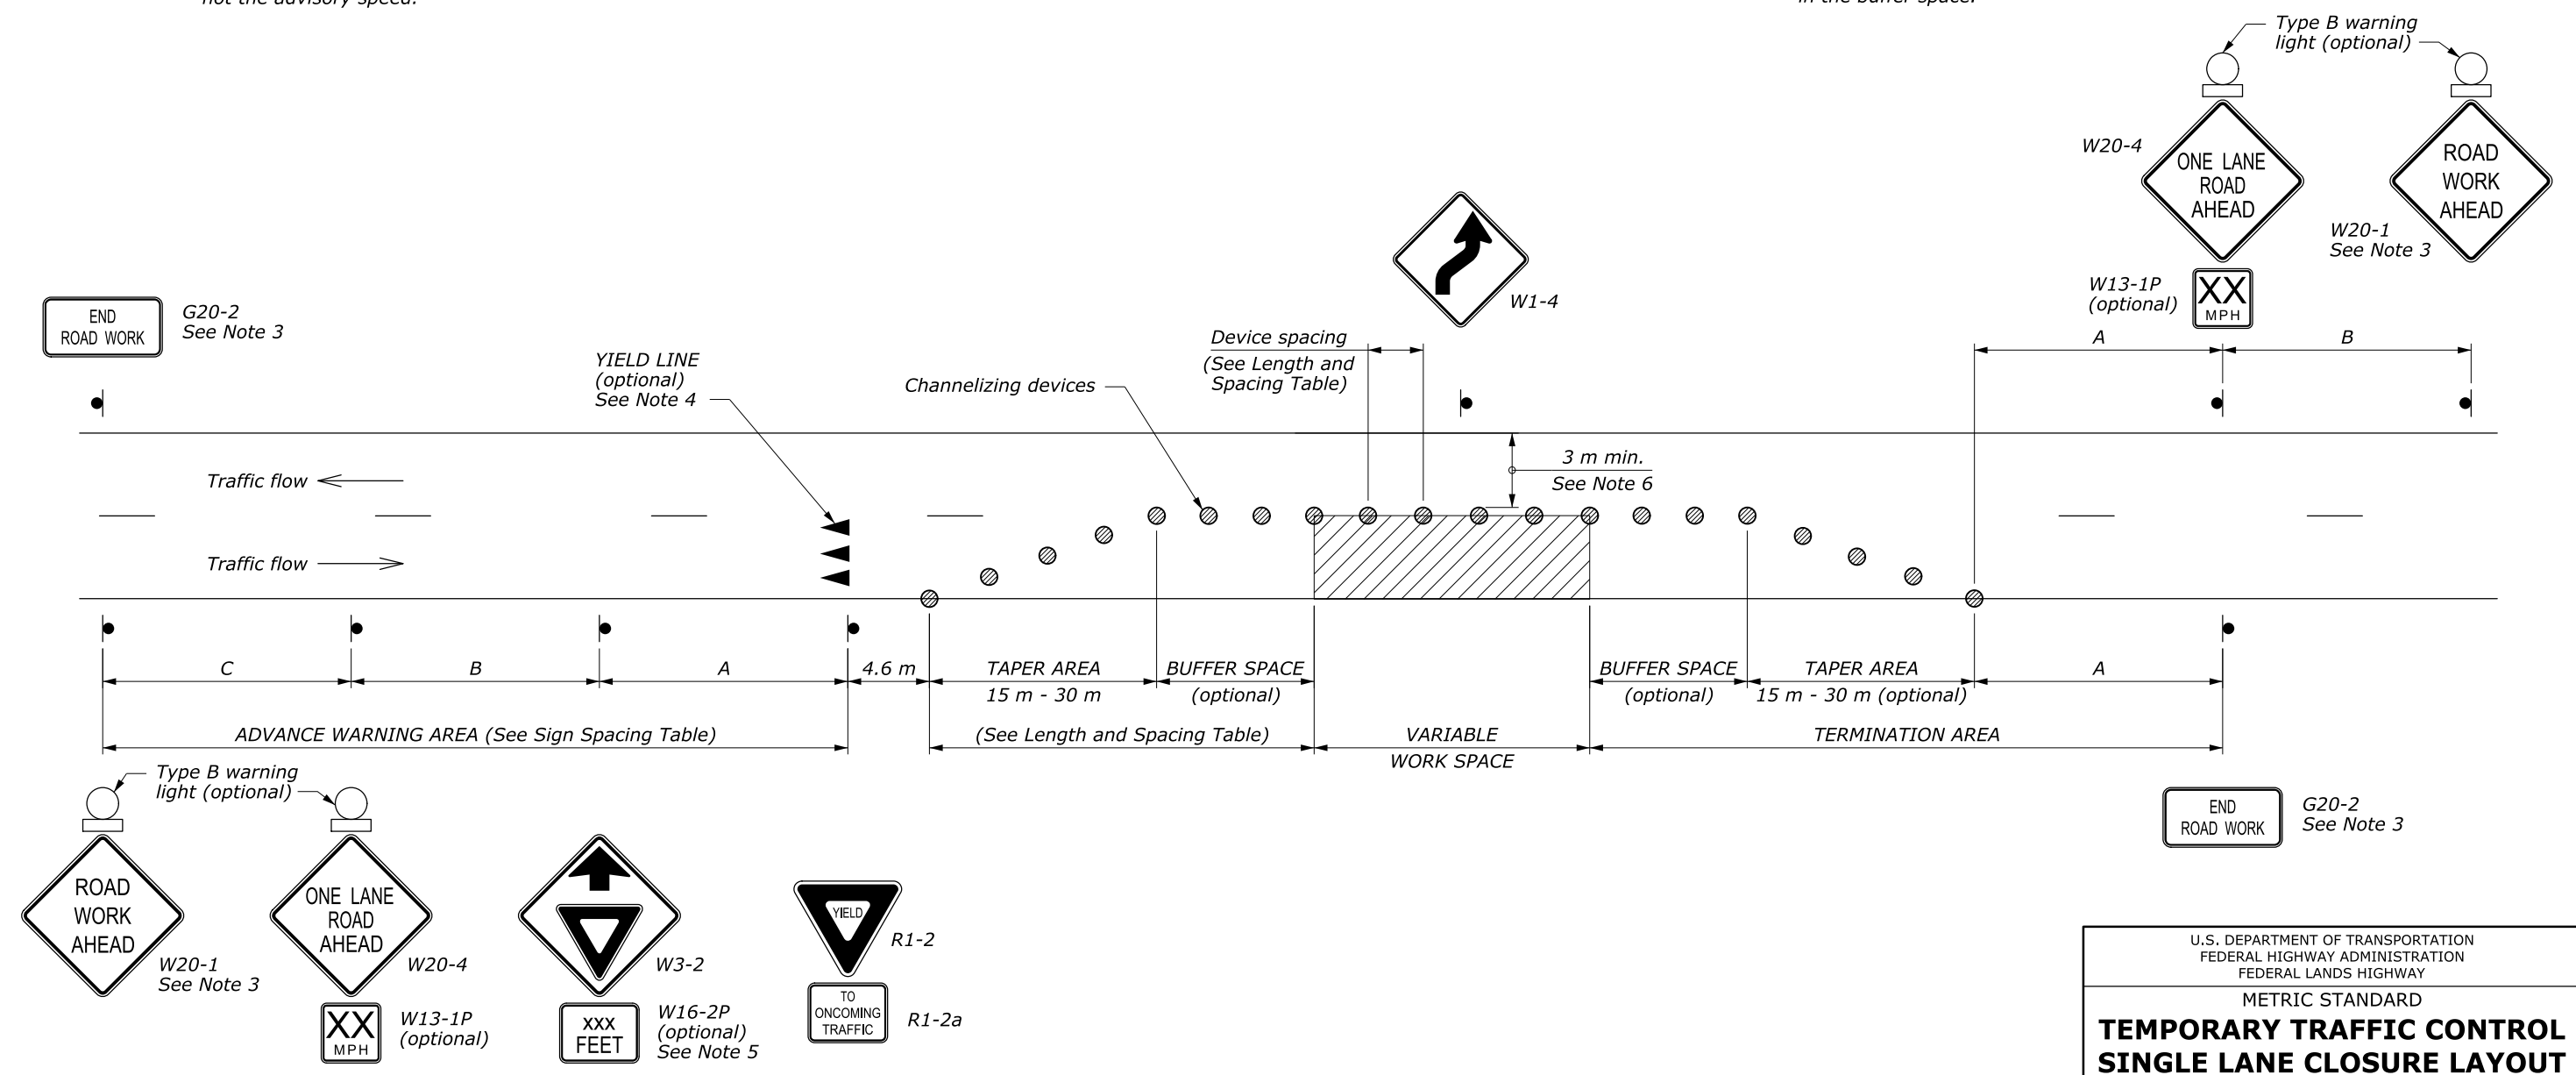 not the advisory speed.
in the buffer space.
Type B warning
light (optional)
W20-4
ONE LANE
ROAD
AHEAD
ROAD
WORK
AHEAD
W20-1
See Note 3
W13-1P
(optional)
XX
MPH
A
B
W1-4
END
ROAD WORK
G20-2
See Note 3
YIELD LINE
(optional)
See Note 4
Channelizing devices
Device spacing
(See Length and
Spacing Table)
3 m min.
See Note 6
Traffic flow
Traffic flow
C
B
A
4.6 m
TAPER AREA
15 m - 30 m
BUFFER SPACE
(optional)
BUFFER SPACE
(optional)
TAPER AREA
15 m - 30 m (optional)
A
ADVANCE WARNING AREA (See Sign Spacing Table)
(See Length and Spacing Table)
VARIABLE
WORK SPACE
TERMINATION AREA
Type B warning
light (optional)
ROAD
WORK
AHEAD
W20-1
See Note 3
ONE LANE
ROAD
AHEAD
W20-4
XX
MPH
W13-1P
(optional)
W3-2
xxx
FEET
W16-2P
(optional)
See Note 5
YIELD
R1-2
TO
ONCOMING
TRAFFIC
R1-2a
END
ROAD WORK
G20-2
See Note 3
U.S. DEPARTMENT OF TRANSPORTATION
FEDERAL HIGHWAY ADMINISTRATION
FEDERAL LANDS HIGHWAY
METRIC STANDARD
TEMPORARY TRAFFIC CONTROL
SINGLE LANE CLOSURE LAYOUT